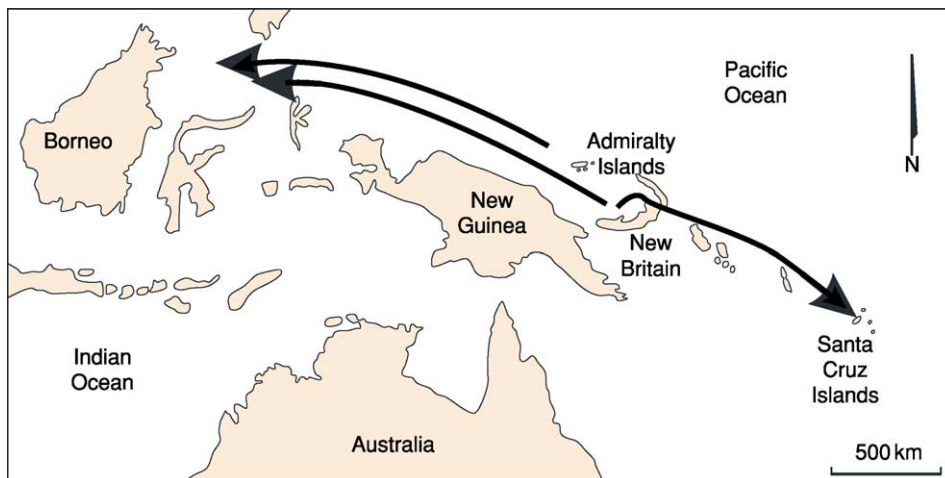 Pacific
Ocean
N
Borneo
Admiralty
Islands
New
Guinea
New
Britain
Indian
Ocean
Santa
Cruz
Islands
Australia
500 km